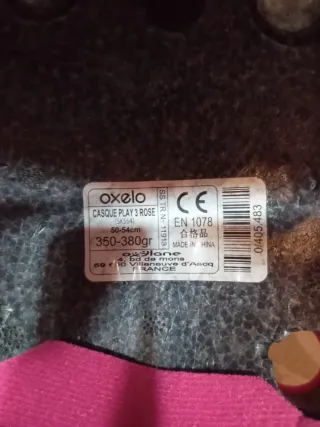 oxelo
CASQUE PLAY 3 ROSE
50-54cm
350-380gr
CE
EN 1078
合格品
MADE IN CHINA
oxylane
4, bd de mons
59 Villeneuve d'Ascq
FRANCE
0/405.483